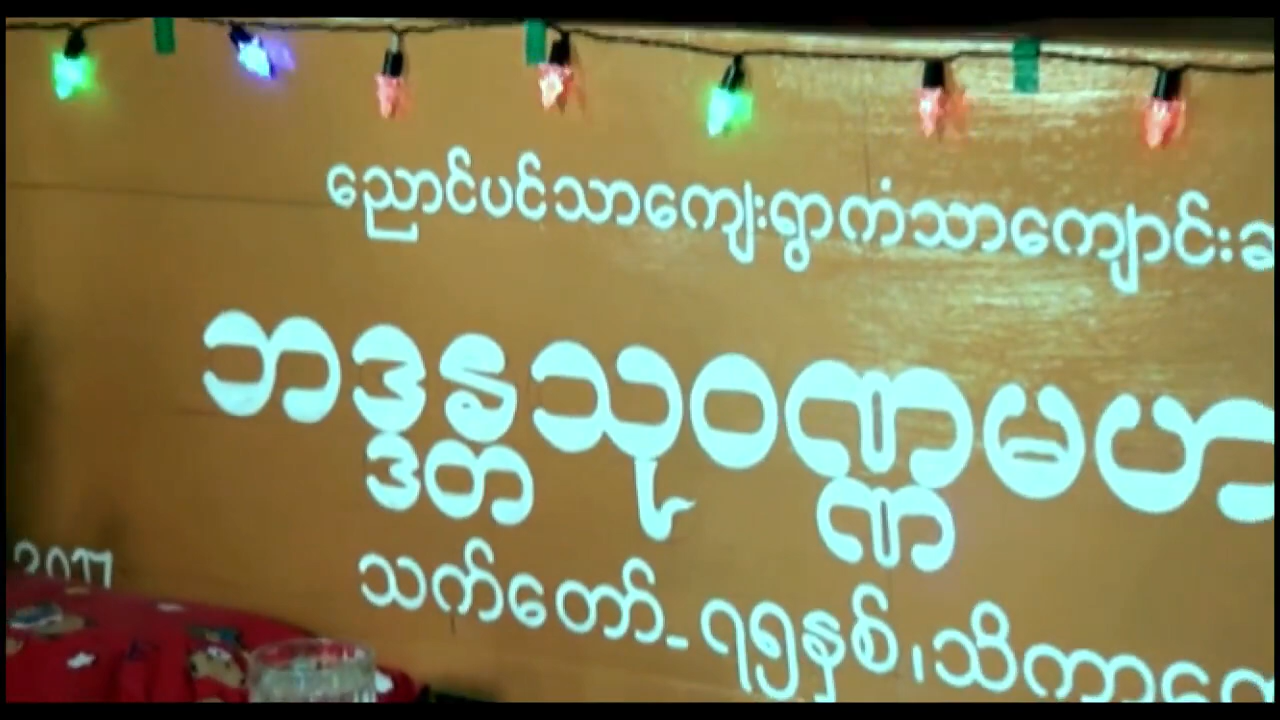 ညောင်ပင်သာကျေးရွာကံသာကျောင်း
ဘဒ္ဒန္တသုဝဏ္ဏမဟာ
2017
သက်တော်-၇၅နှစ်၊သိက္ခာတော